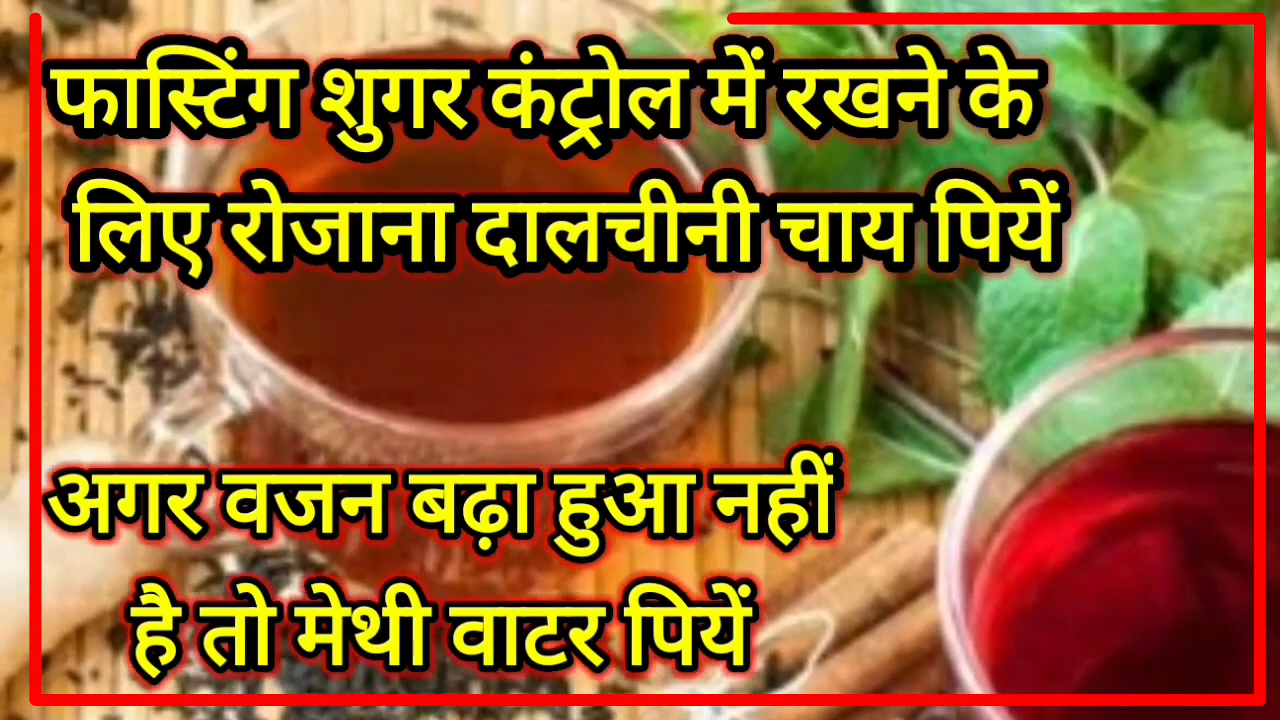 फास्टिंग शुगर कंट्रोल में रखने के
लिए रोजाना दालचीनी चाय पियें
अगर वजन बढ़ा हुआ नहीं
है तो मेथी वाटर पियें